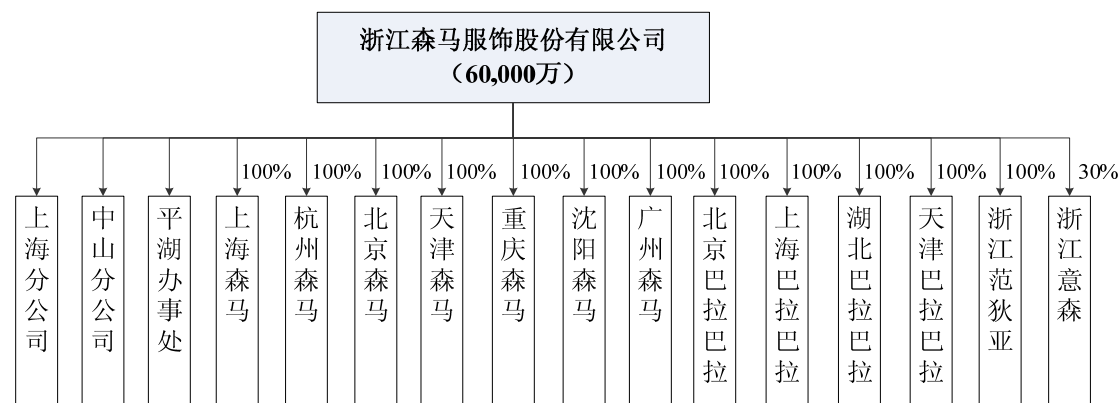 浙江森马服饰股份有限公司
（60,000万）
100%
100%
100%
100%
100%
100%
100%
100%
100%
100%
100%
100%
30%
上海分公司
中山分公司
平湖办事处
上海森马
杭州森马
北京森马
天津森马
重庆森马
沈阳森马
广州森马
北京巴拉巴拉
上海巴拉巴拉
湖北巴拉巴拉
天津巴拉巴拉
浙江范狄亚
浙江意森